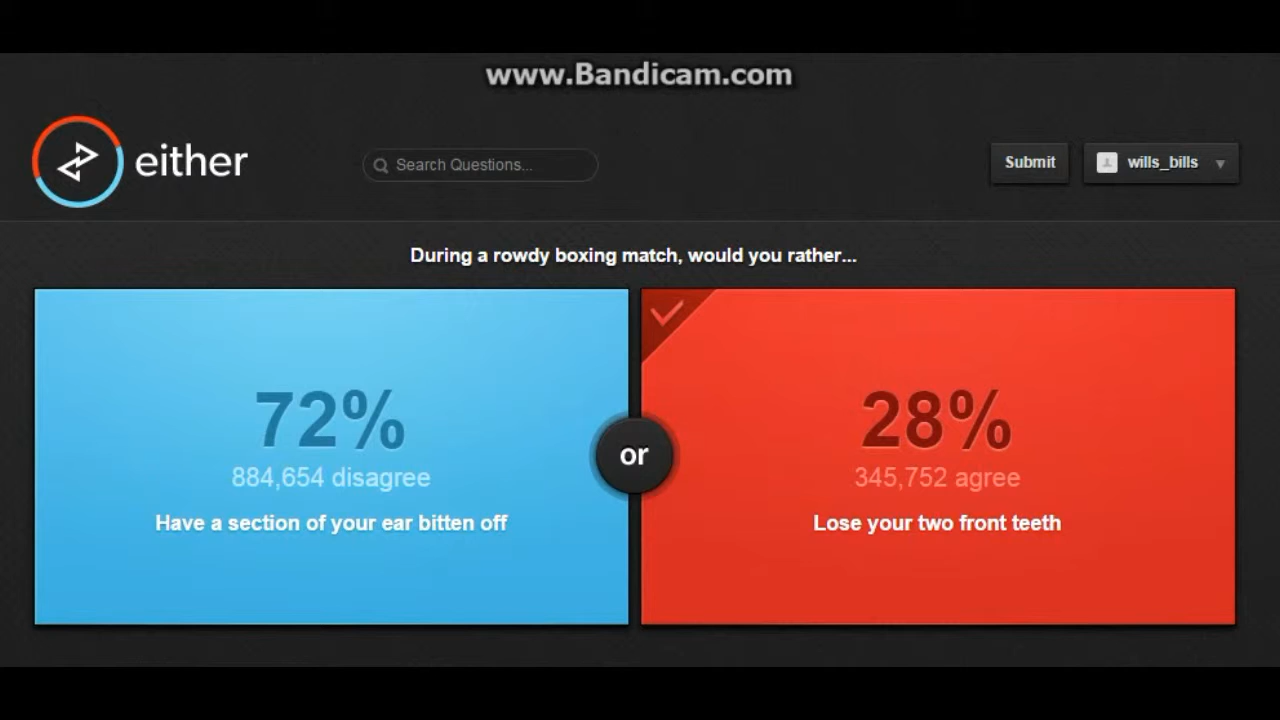 www.Bandicam.com
either
Search Questions...
Submit
wills_bills
During a rowdy boxing match, would you rather...
72%
884,654 disagree
Have a section of your ear bitten off
or
28%
345,752 agree
Lose your two front teeth